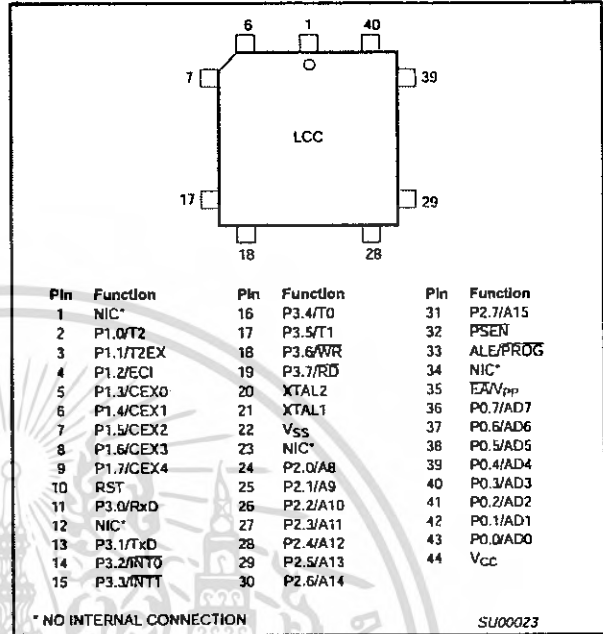 6 1 40
7 39
LCC
17 29
18 28
Pin Function Pin Function Pin Function
1 NIC* 16 P3.4/T0 31 P2.7/A15
2 P1.0/T2 17 P3.5/T1 32 PSEN
3 P1.1/T2EX 18 P3.6/WR 33 ALE/PROG
4 P1.2/ECI 19 P3.7/RD 34 NIC*
5 P1.3/CEX0 20 XTAL2 35 EA/VPP
6 P1.4/CEX1 21 XTAL1 36 P0.7/AD7
7 P1.5/CEX2 22 VSS 37 P0.6/AD6
8 P1.6/CEX3 23 NIC* 38 P0.5/AD5
9 P1.7/CEX4 24 P2.0/A8 39 P0.4/AD4
10 RST 25 P2.1/A9 40 P0.3/AD3
11 P3.0/RxD 26 P2.2/A10 41 P0.2/AD2
12 NIC* 27 P2.3/A11 42 P0.1/AD1
13 P3.1/TxD 28 P2.4/A12 43 P0.0/AD0
14 P3.2/INT0 29 P2.5/A13 44 VCC
15 P3.3/INT1 30 P2.6/A14
* NO INTERNAL CONNECTION SU00023